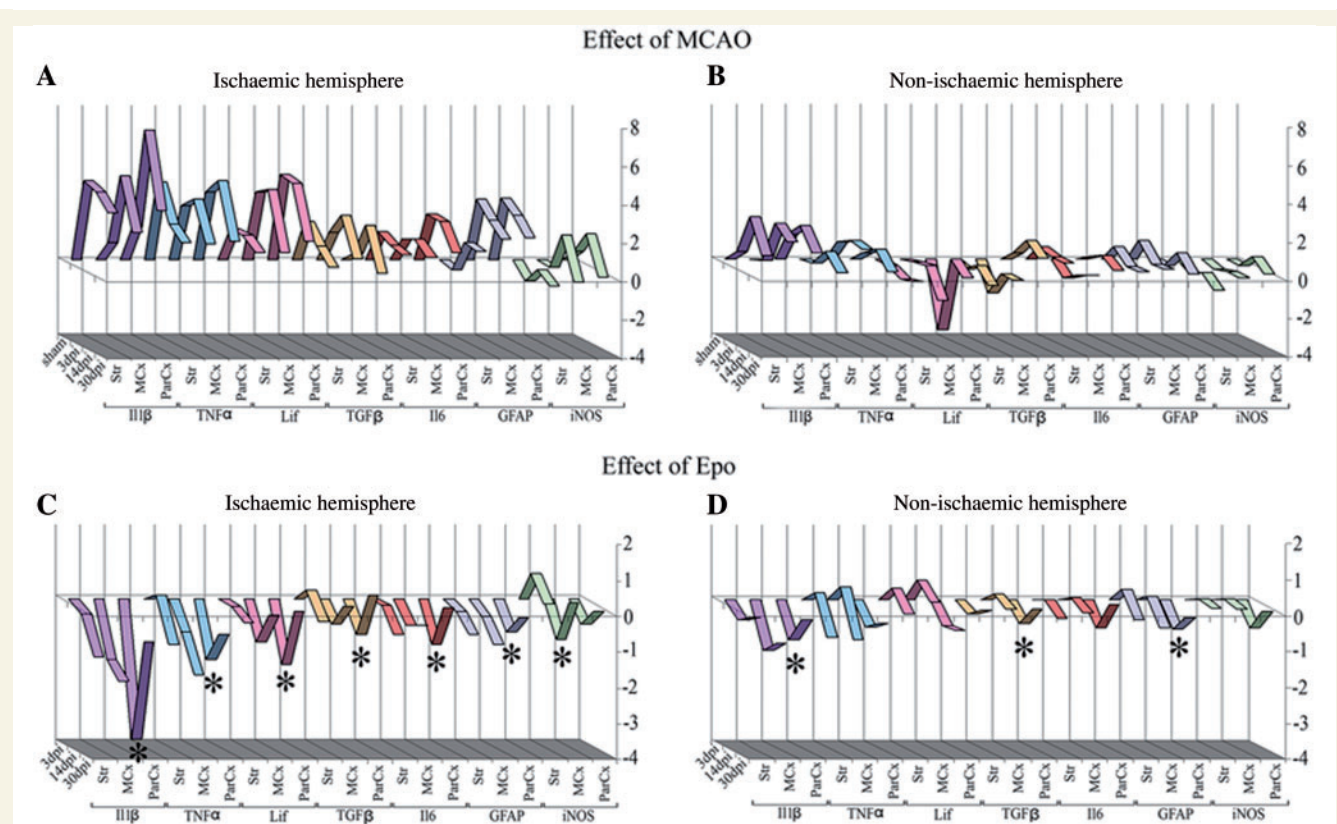 Effect of MCAO
A
Ischaemic hemisphere
8
6
4
2
0
-2
-4
sham
3dpi
14dpi
30dpi
Str
MCx
ParCx
Str
MCx
ParCx
Str
MCx
ParCx
Str
MCx
ParCx
Str
MCx
ParCx
Str
MCx
ParCx
Str
MCx
ParCx
Il1β TNFα Lif TGFβ Il6 GFAP iNOS
B
Non-ischaemic hemisphere
8
6
4
2
0
-2
-4
sham
3dpi
14dpi
30dpi
Str
MCx
ParCx
Str
MCx
ParCx
Str
MCx
ParCx
Str
MCx
ParCx
Str
MCx
ParCx
Str
MCx
ParCx
Str
MCx
ParCx
Il1β TNFα Lif TGFβ Il6 GFAP iNOS
Effect of Epo
C
Ischaemic hemisphere
2
1
0
-1
-2
-3
-4
*
*
*
*
*
*
*
3dpi
14dpi
30dpi
Str
MCx
ParCx
Str
MCx
ParCx
Str
MCx
ParCx
Str
MCx
ParCx
Str
MCx
ParCx
Str
MCx
ParCx
Str
MCx
ParCx
Il1β TNFα Lif TGFβ Il6 GFAP iNOS
D
Non-ischaemic hemisphere
2
1
0
-1
-2
-3
-4
*
*
*
3dpi
14dpi
30dpi
Str
MCx
ParCx
Str
MCx
ParCx
Str
MCx
ParCx
Str
MCx
ParCx
Str
MCx
ParCx
Str
MCx
ParCx
Str
MCx
ParCx
Il1β TNFα Lif TGFβ Il6 GFAP iNOS